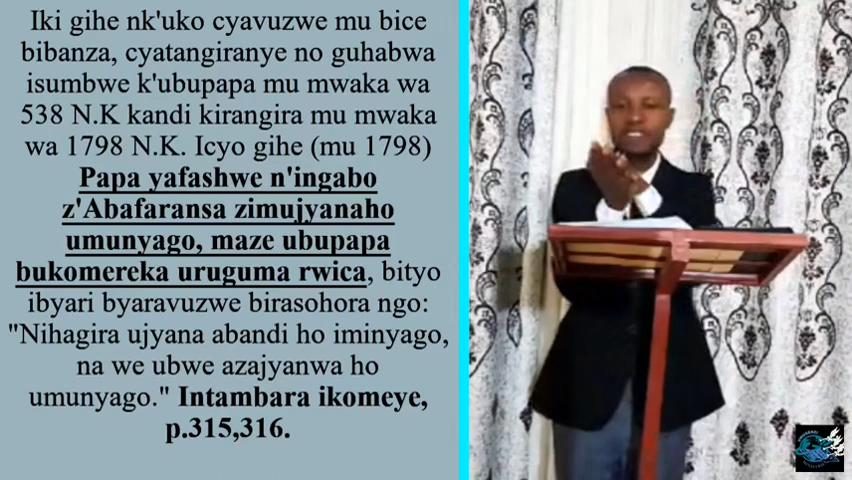 Iki gihe nk'uko cyavuzwe mu bice
bibanza, cyatangiranye no guhabwa
isumbwe k'ubupapa mu mwaka wa
538 N.K kandi kirangira mu mwaka
wa 1798 N.K. Icyo gihe (mu 1798)
Papa yafashwe n'ingabo
z'Abafaransa zimujyanaho
umunyago, maze ubupapa
bukomereka uruguma rwica, bityo
ibyari byaravuzwe birasohora ngo:
"Nihagira ujyana abandi ho iminyago,
na we ubwe azajyanwa ho
umunyago." Intambara ikomeye,
p.315,316.